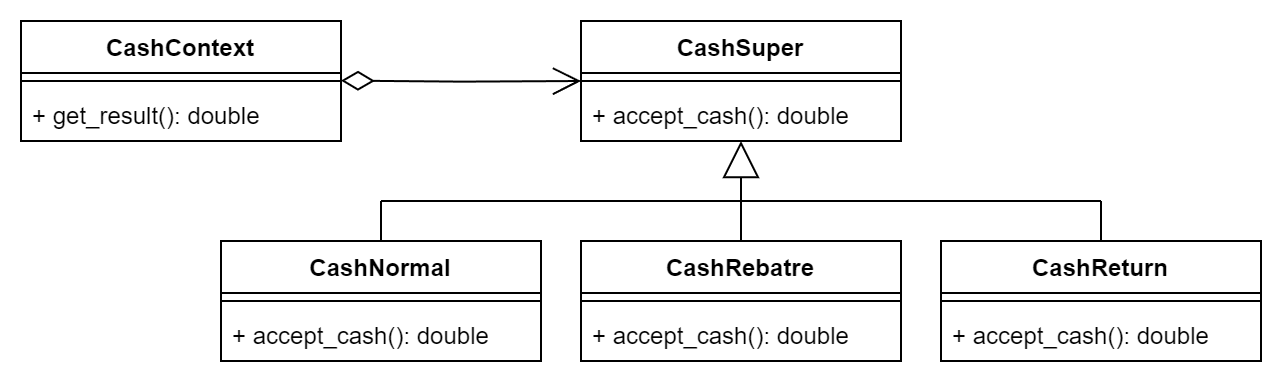 CashContext
+ get_result(): double
CashSuper
+ accept_cash(): double
CashNormal
+ accept_cash(): double
CashRebatre
+ accept_cash(): double
CashReturn
+ accept_cash(): double